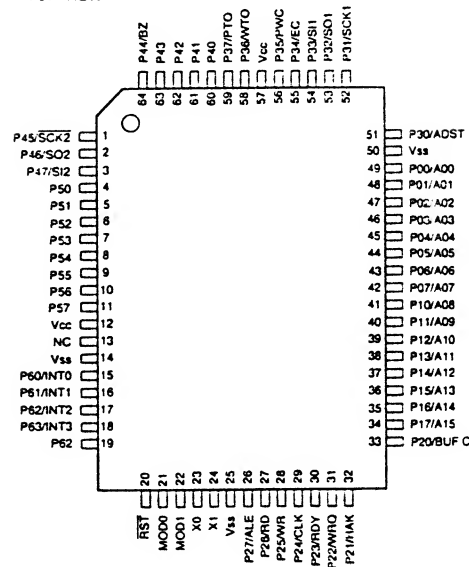 P44/BZ
P43
P42
P41
P40
P37/PTO
P36/WTO
Vcc
P35/PWC
P34/EC
P33/SI1
P32/SO1
P31/SCK1
64
63
62
61
60
59
58
57
56
55
54
53
52
P45/SCK2 1
P46/SO2 2
P47/SI2 3
P50 4
P51 5
P52 6
P53 7
P54 8
P55 9
P56 10
P57 11
Vcc 12
NC 13
Vss 14
P60/INT0 15
P61/INT1 16
P62/INT2 17
P63/INT3 18
P62 19
51 P30/ADST
50 Vss
49 P00/A00
48 P01/A01
47 P02/A02
46 P03/A03
45 P04/A04
44 P05/A05
43 P06/A06
42 P07/A07
41 P10/A08
40 P11/A09
39 P12/A10
38 P13/A11
37 P14/A12
36 P15/A13
35 P16/A14
34 P17/A15
33 P20/BUF C
20
21
22
23
24
25
26
27
28
29
30
31
32
RST
MOD0
MOD1
X0
X1
Vss
P27/ALE
P26/RD
P25/WR
P24/CLK
P23/RDY
P22/WRQ
P21/HAK